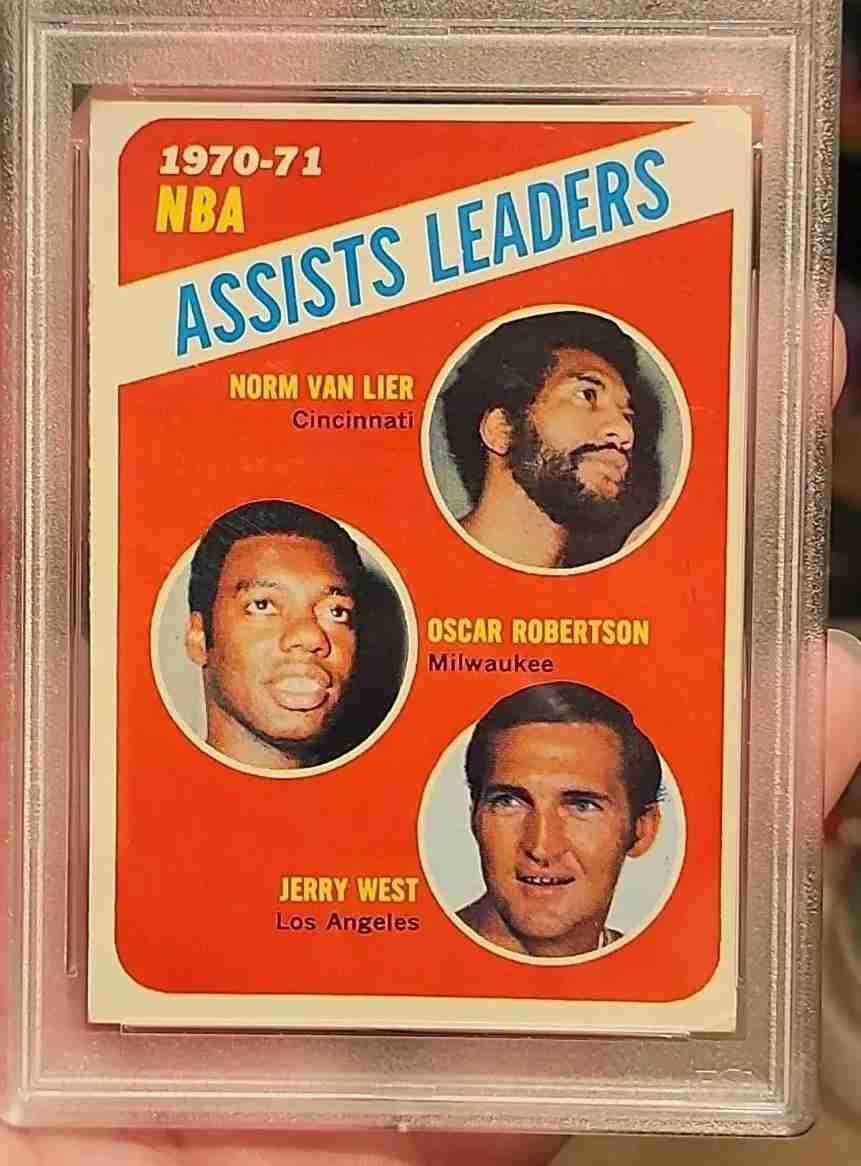 1970-71
NBA
ASSISTS LEADERS
NORM VAN LIER
Cincinnati
OSCAR ROBERTSON
Milwaukee
JERRY WEST
Los Angeles